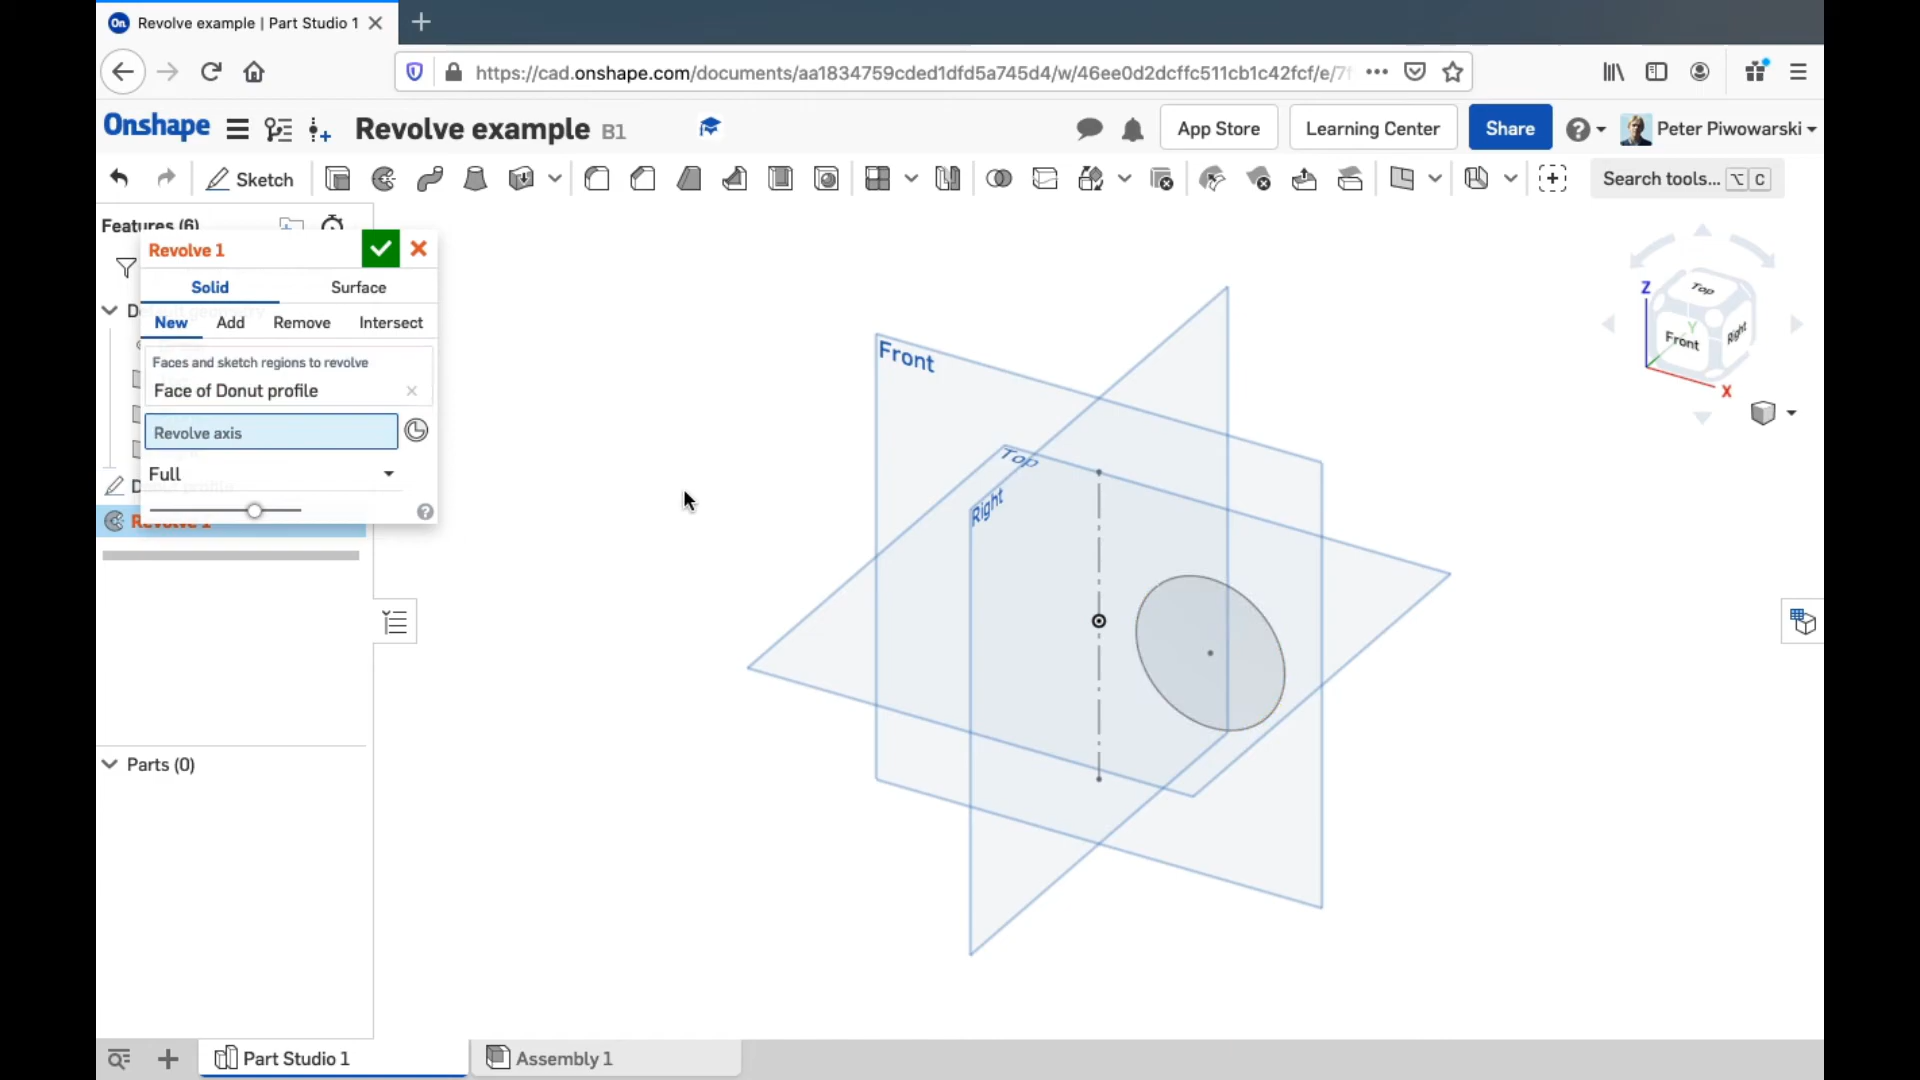 Revolve example | Part Studio 1
https://cad.onshape.com/documents/aa1834759cded1dfd5a745d4/w/46ee0d2dcffc511cb1c42fcf/e/7f
Onshape
Revolve example B1
App Store
Learning Center
Share
Peter Piwowarski
Sketch
Search tools... ⌥ C
Features (6)
Revolve 1
Solid
Surface
New
Add
Remove
Intersect
Faces and sketch regions to revolve
Face of Donut profile
Revolve axis
Full
Revolve 1
Parts (0)
Front
Top
Right
Z
Top
Front
Y
Right
X
Part Studio 1
Assembly 1